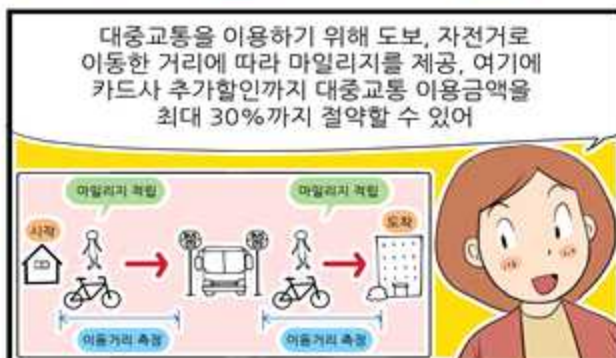 대중교통을 이용하기 위해 도보, 자전거로
이동한 거리에 따라 마일리지를 제공, 여기에
카드사 추가할인까지 대중교통 이용금액을
최대 30%까지 절약할 수 있어
마일리지 적립
마일리지 적립
시작
도착
이동거리 측정
이동거리 측정